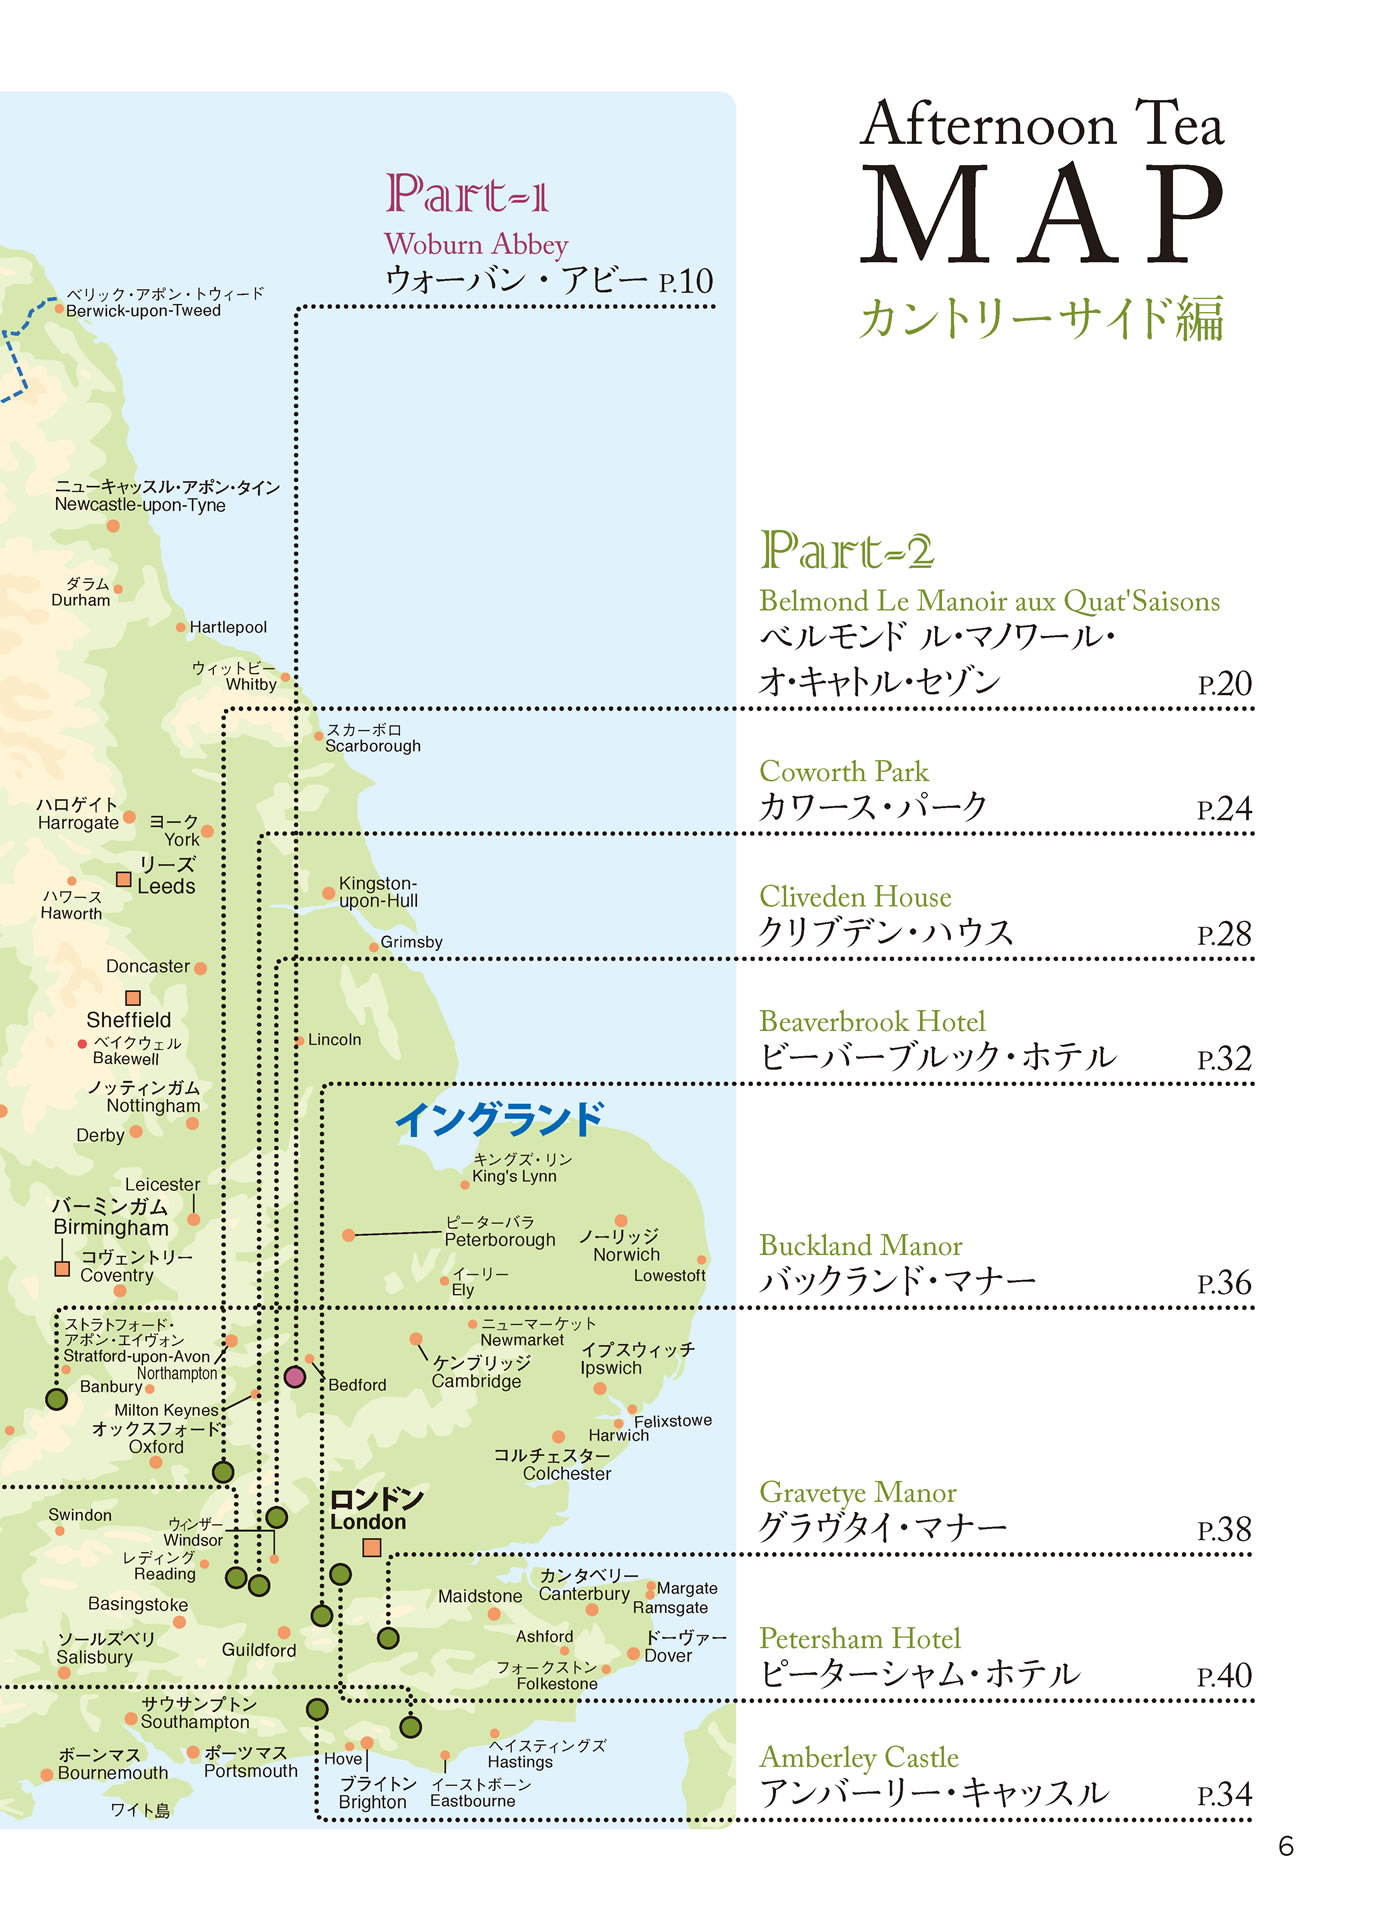 Afternoon Tea
MAP
カントリーサイド編
Part-1
Woburn Abbey
ウォーバン・アビー P.10
ベリック・アポン・トウィード
Berwick-upon-Tweed
ニューキャッスル・アポン・タイン
Newcastle-upon-Tyne
ダラム
Durham
Hartlepool
ウィットビー
Whitby
スカーボロ
Scarborough
ハロゲイト
Harrogate
ヨーク
York
リーズ
Leeds
ハワース
Haworth
Kingston-
upon-Hull
Grimsby
Doncaster
Sheffield
ベイクウェル
Bakewell
Lincoln
ノッティンガム
Nottingham
Derby
イングランド
キングズ・リン
King's Lynn
Leicester
バーミンガム
Birmingham
コヴェントリー
Coventry
ピーターバラ
Peterborough
ノーリッジ
Norwich
Lowestoft
イーリー
Ely
ストラトフォード・
アポン・エイヴォン
Stratford-upon-Avon
Northampton
Banbury
Milton Keynes
オックスフォード
Oxford
Bedford
ニューマーケット
Newmarket
ケンブリッジ
Cambridge
イプスウィッチ
Ipswich
Felixstowe
Harwich
コルチェスター
Colchester
ロンドン
London
Swindon
ウィンザー
Windsor
レディング
Reading
Basingstoke
ソールズベリ
Salisbury
Guildford
Maidstone
カンタベリー
Canterbury
Margate
Ramsgate
Ashford
ドーヴァー
Dover
フォークストン
Folkestone
サウサンプトン
Southampton
ボーンマス
Bournemouth
ポーツマス
Portsmouth
ワイト島
Hove
ブライトン
Brighton
イーストボーン
Eastbourne
ヘイスティングズ
Hastings
Part-2
Belmond Le Manoir aux Quat'Saisons
ベルモンド ル・マノワール・
オ・キャトル・セゾン P.20
Coworth Park
カワース・パーク P.24
Cliveden House
クリブデン・ハウス P.28
Beaverbrook Hotel
ビーバーブルック・ホテル P.32
Buckland Manor
バックランド・マナー P.36
Gravetye Manor
グラヴタイ・マナー P.38
Petersham Hotel
ピーターシャム・ホテル P.40
Amberley Castle
アンバーリー・キャッスル P.34
6